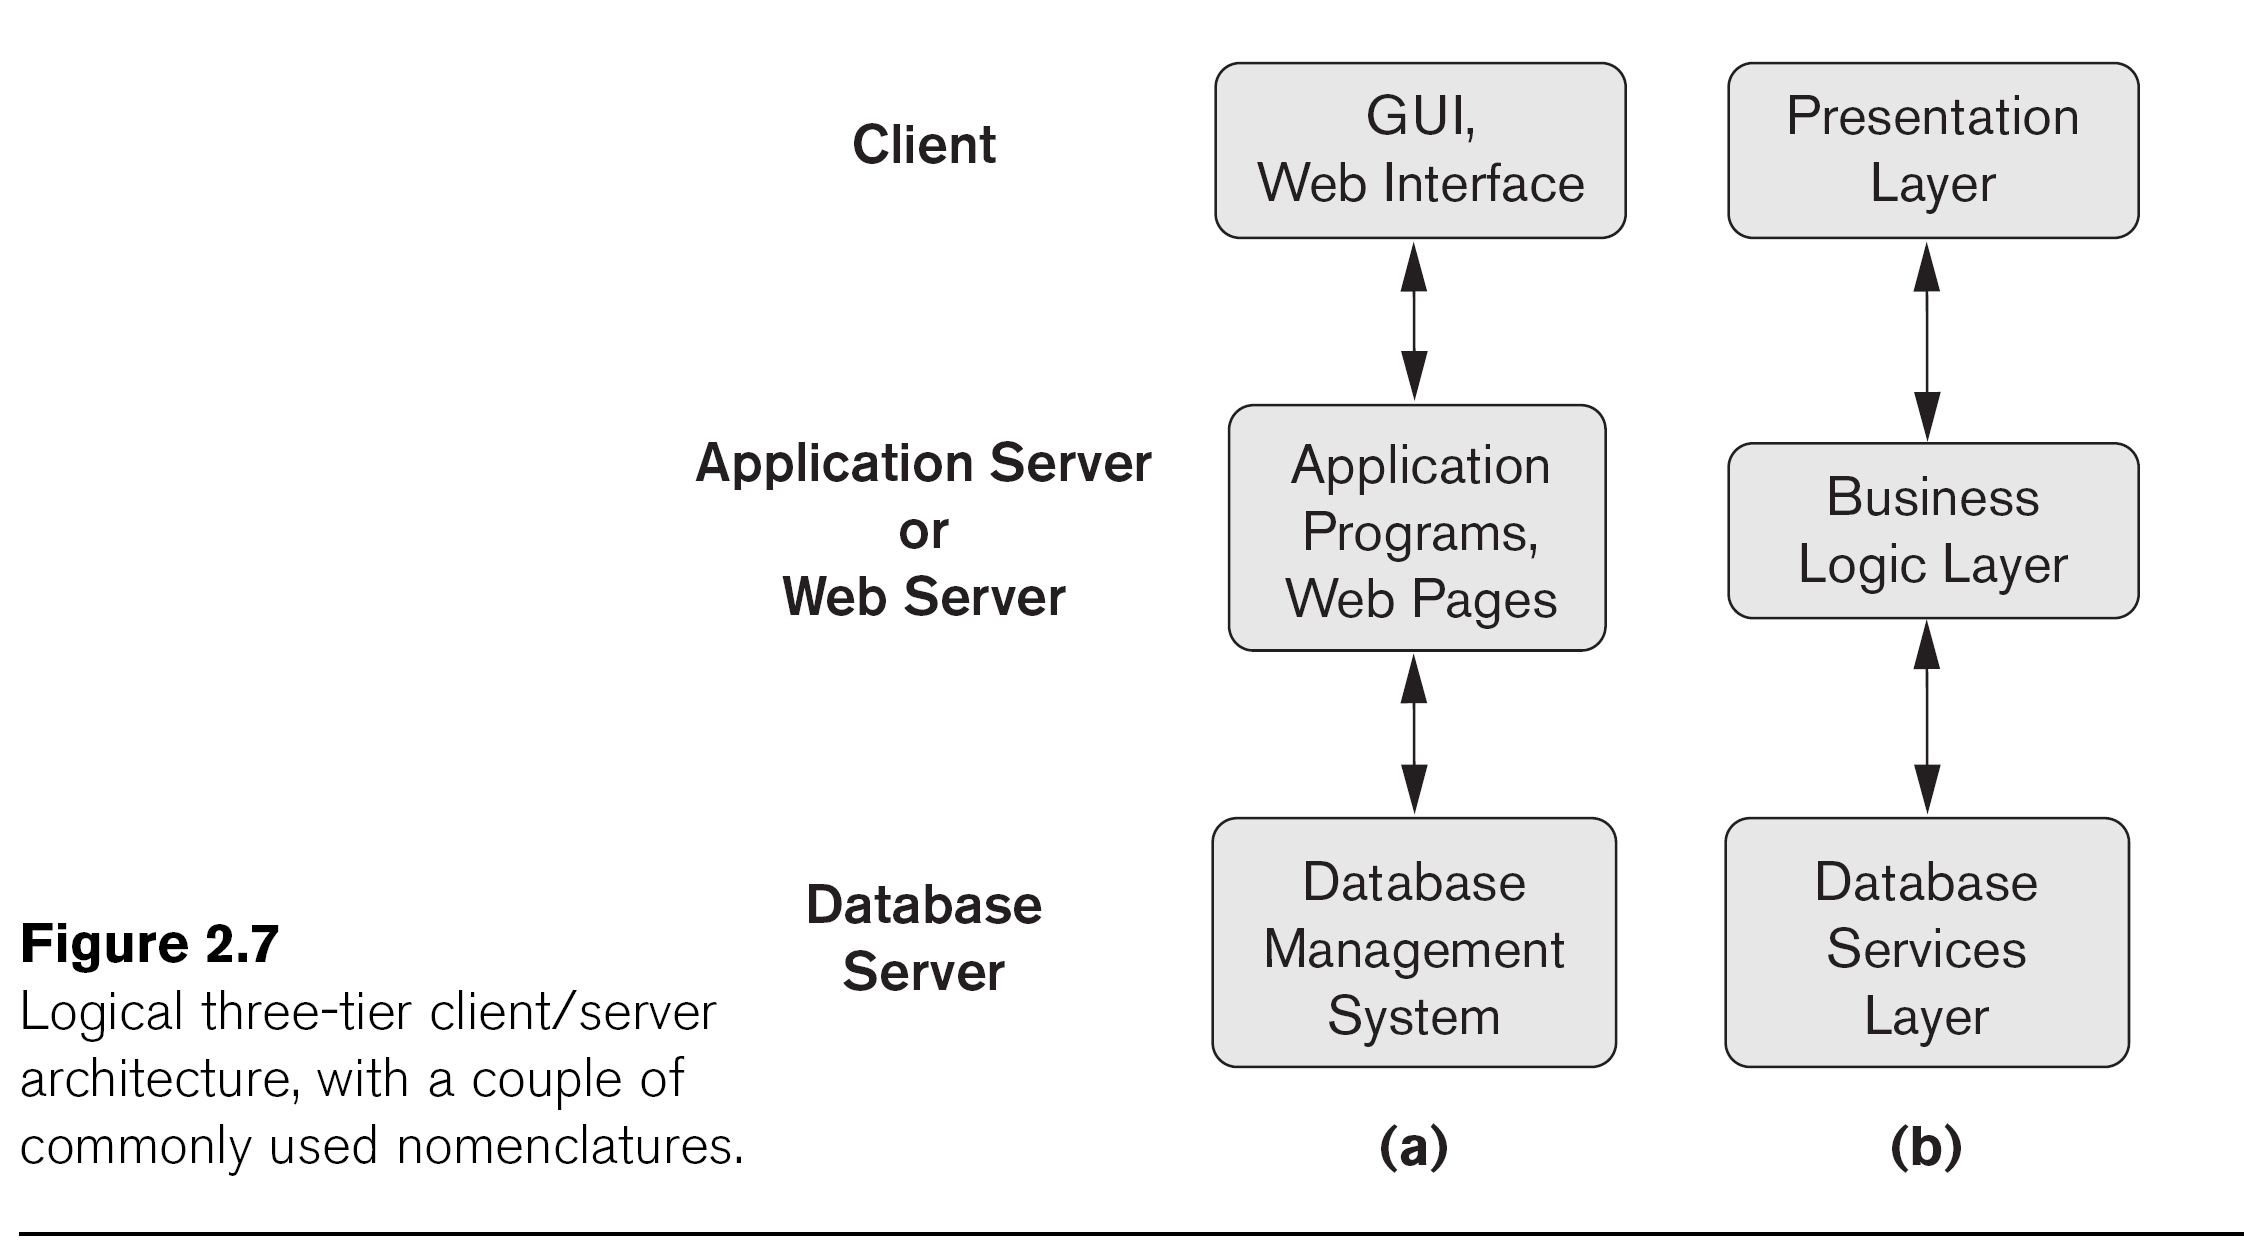 Client
GUI,
Web Interface
Presentation
Layer
Application Server
or
Web Server
Application
Programs,
Web Pages
Business
Logic Layer
Database
Server
Database
Management
System
Database
Services
Layer
(a)
(b)
Figure 2.7
Logical three-tier client/server
architecture, with a couple of
commonly used nomenclatures.